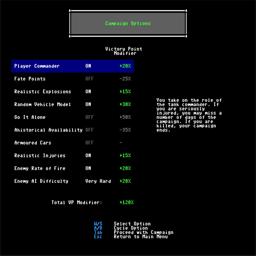 Campaign Options
Victory Point
Modifier
Player Commander ON +20%
Fate Points OFF -25%
Realistic Explosions ON +15%
Random Vehicle Model ON +30%
Go It Alone OFF +50%
Ahistorical Availability OFF -35%
Armoured Cars OFF -
Realistic Injuries ON +15%
Enemy Rate of Fire ON +20%
Enemy AI Difficulty Very Hard +20%
Total VP Modifier: +120%
You take on the role of
the tank commander. If
you are seriously
injured, you may miss a
number of days of the
campaign. If you are
killed, your campaign
ends.
W/S Select Option
A/D Cycle Option
Tab Proceed with Campaign
Esc Return to Main Menu